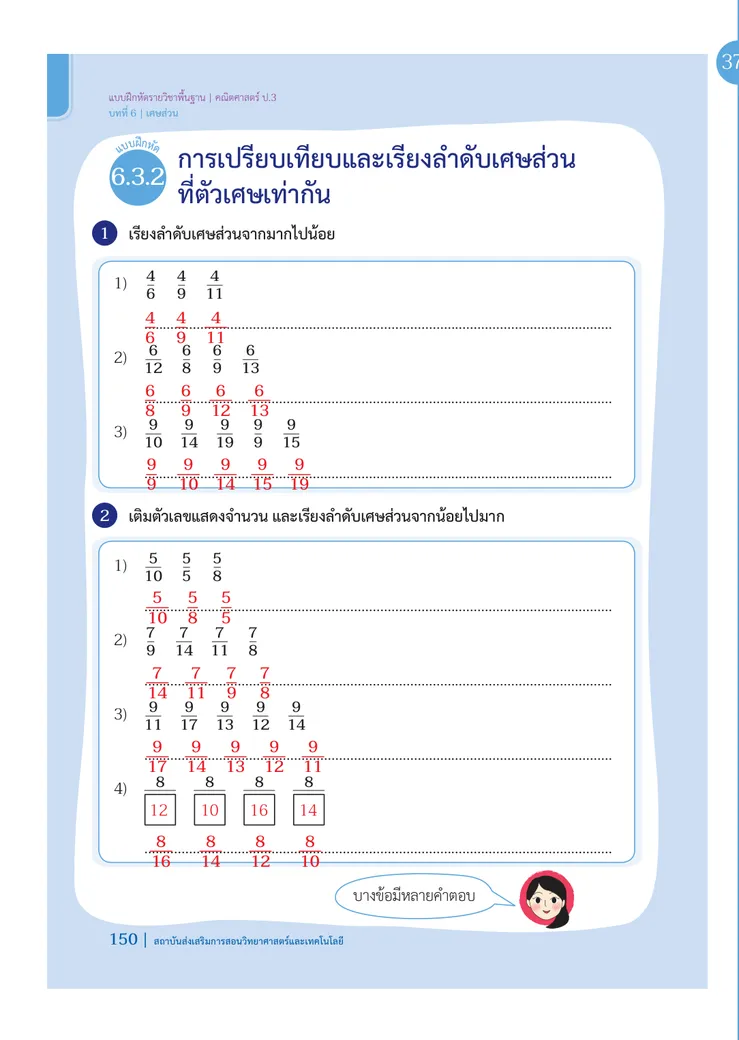 37
แบบฝึกหัดรายวิชาพื้นฐาน | คณิตศาสตร์ ป.3
บทที่ 6 | เศษส่วน
แบบฝึกหัด
6.3.2
การเปรียบเทียบและเรียงลำดับเศษส่วน
ที่ตัวเศษเท่ากัน
1 เรียงลำดับเศษส่วนจากมากไปน้อย
1) 4/6 4/9 4/11
4/6 4/9 4/11
2) 6/12 6/8 6/9 6/13
6/8 6/9 6/12 6/13
3) 9/10 9/14 9/19 9/9 9/15
9/9 9/10 9/14 9/15 9/19
2 เติมตัวเลขแสดงจำนวน และเรียงลำดับเศษส่วนจากน้อยไปมาก
1) 5/10 5/5 5/8
5/10 5/8 5/5
2) 7/9 7/14 7/11 7/8
7/14 7/11 7/9 7/8
3) 9/11 9/17 9/13 9/12 9/14
9/17 9/14 9/13 9/12 9/11
4) 8/12 8/10 8/16 8/14
8/16 8/14 8/12 8/10
บางข้อมีหลายคำตอบ
150 | สถาบันส่งเสริมการสอนวิทยาศาสตร์และเทคโนโลยี